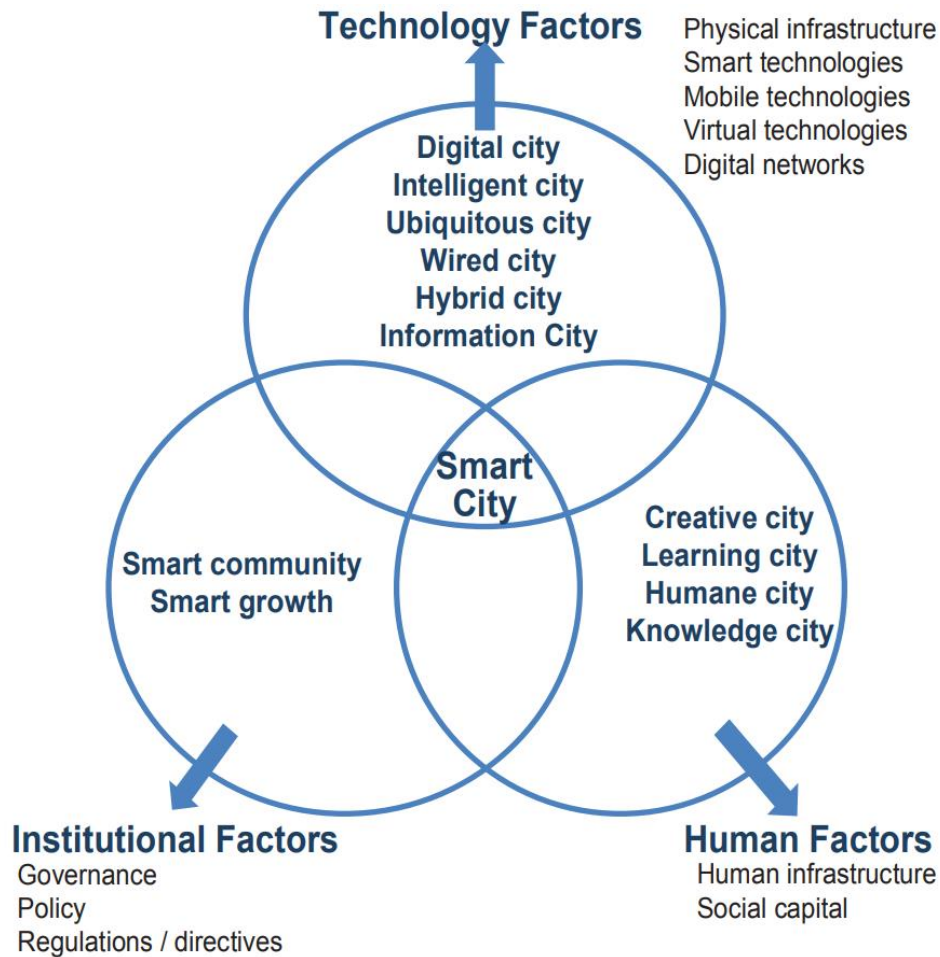 Technology Factors
Physical infrastructure
Smart technologies
Mobile technologies
Virtual technologies
Digital networks
Digital city
Intelligent city
Ubiquitous city
Wired city
Hybrid city
Information City
Smart
City
Smart community
Smart growth
Creative city
Learning city
Humane city
Knowledge city
Institutional Factors
Governance
Policy
Regulations / directives
Human Factors
Human infrastructure
Social capital